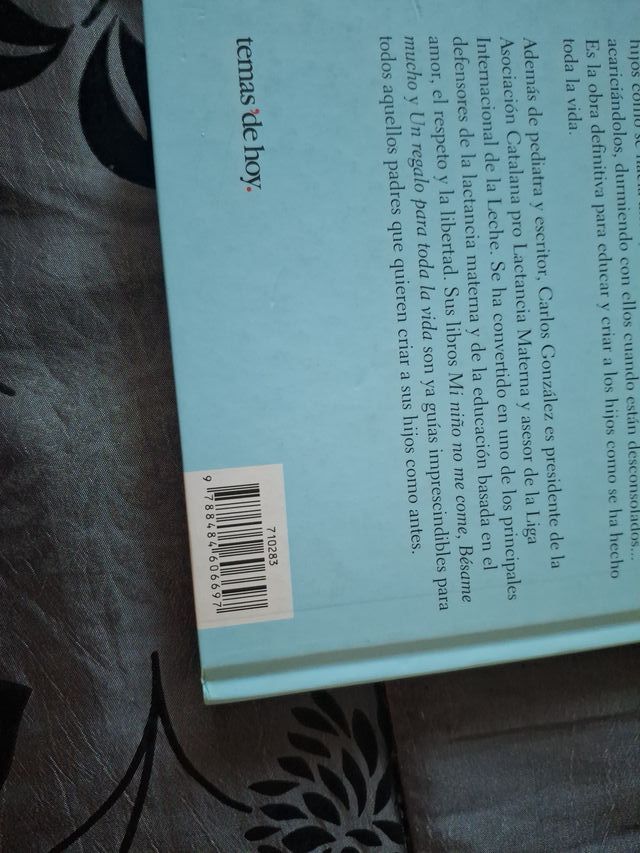 hijos como se
acariciándolos, durmiendo con ellos cuando están desconsolados...
Es la obra definitiva para educar y criar a los hijos como se ha hecho
toda la vida.
Además de pediatra y escritor, Carlos González es presidente de la
Asociación Catalana pro Lactancia Materna y asesor de la Liga
Internacional de la Leche. Se ha convertido en uno de los principales
defensores de la lactancia materna y de la educación basada en el
amor, el respeto y la libertad. Sus libros Mi niño no me come, Bésame
mucho y Un regalo para toda la vida son ya guías imprescindibles para
todos aquellos padres que quieren criar a sus hijos como antes.
temas'de hoy.
710283
9 788484 606697